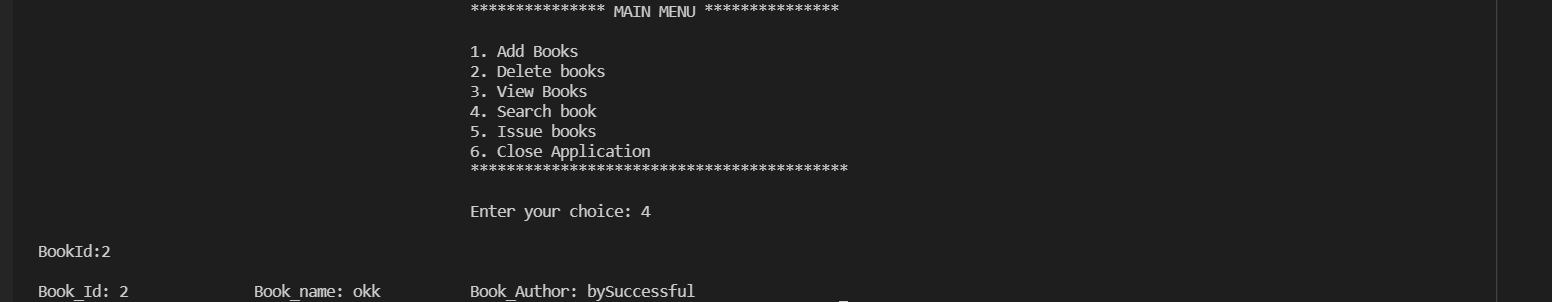 *************** MAIN MENU ***************
1. Add Books
2. Delete books
3. View Books
4. Search book
5. Issue books
6. Close Application
******************************************
Enter your choice: 4
BookId:2
Book_Id: 2 Book_name: okk Book_Author: bySuccessful